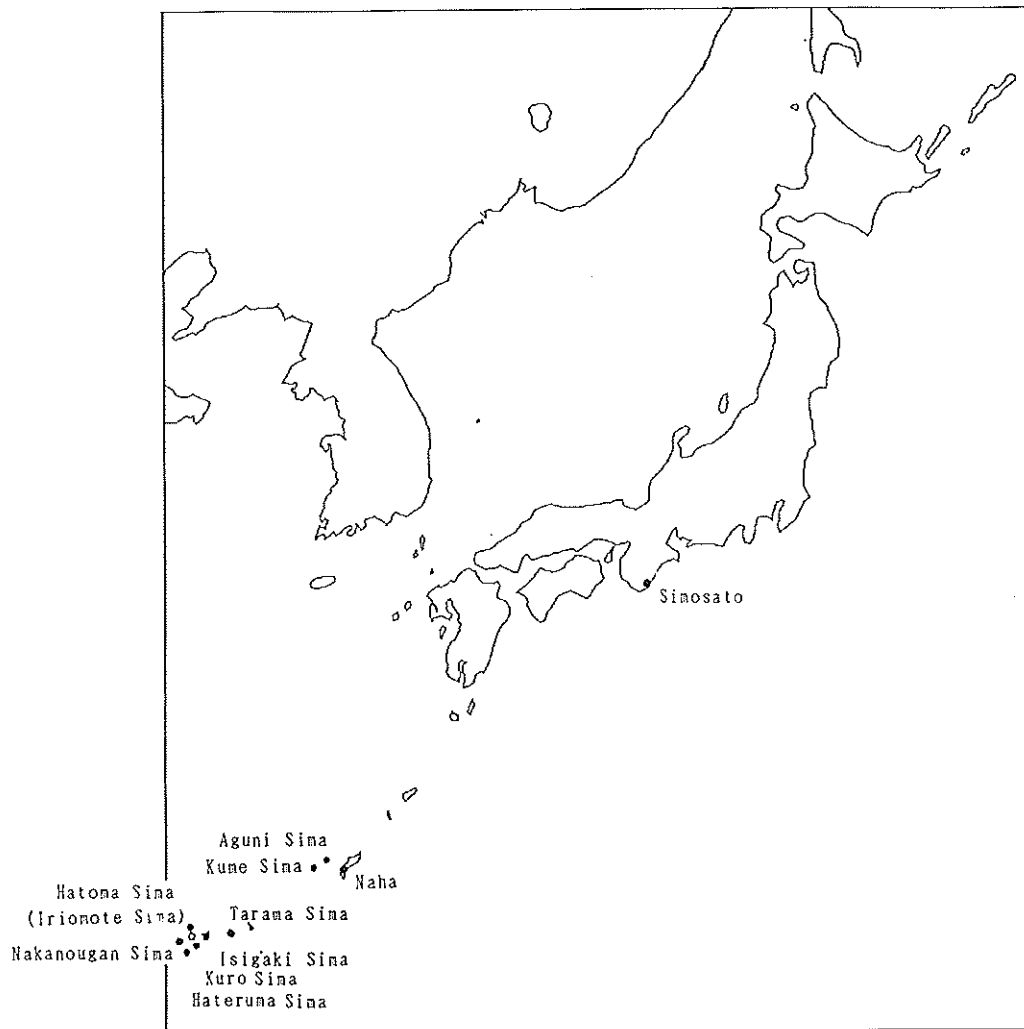 Simosato
Aguni Sima
Kume Sima
Naha
Hatoma Sima
(Iriomote Sima)
Tarama Sima
Nakanougan Sima
Isigaki Sima
Kuro Sima
Hateruma Sima